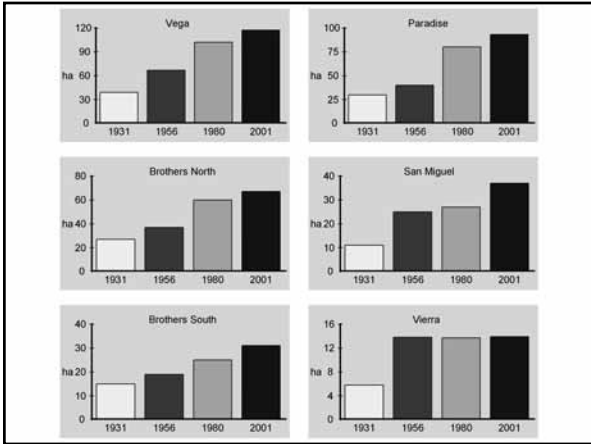 Vega
120
90
ha
60
30
0
1931 1956 1980 2001
Paradise
100
75
ha
50
25
0
1931 1956 1980 2001
Brothers North
80
60
ha 40
20
0
1931 1956 1980 2001
San Miguel
40
30
ha 20
10
0
1931 1956 1980 2001
Brothers South
40
30
ha 20
10
0
1931 1956 1980 2001
Vierra
16
12
ha 8
4
0
1931 1956 1980 2001